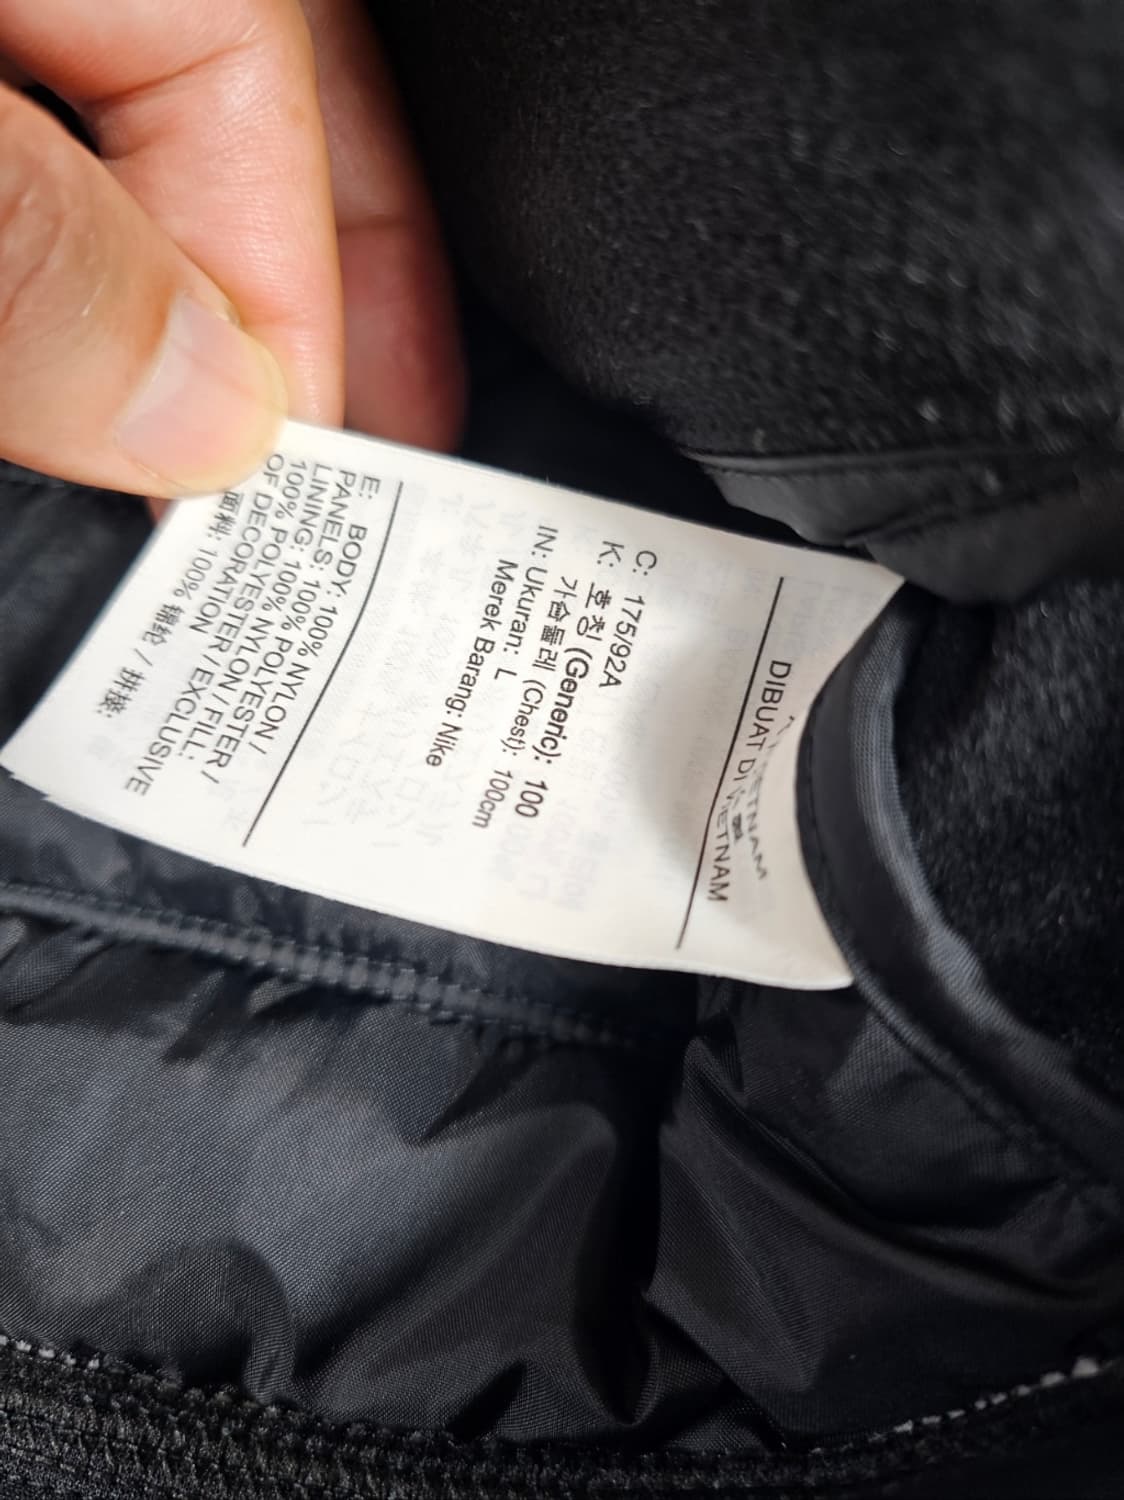 DIBUAT DI VIETNAM
C: 175/92A
K: 호칭 (Generic): 100
가슴둘레 (Chest): 100cm
IN: Ukuran: L
Merek Barang: Nike
E: BODY: 100% NYLON /
PANELS: 100% POLYESTER /
LINING: 100% NYLON / FILL:
100% POLYESTER / EXCLUSIVE
OF DECORATION
面料: 100% 锦纶 / 拼接: